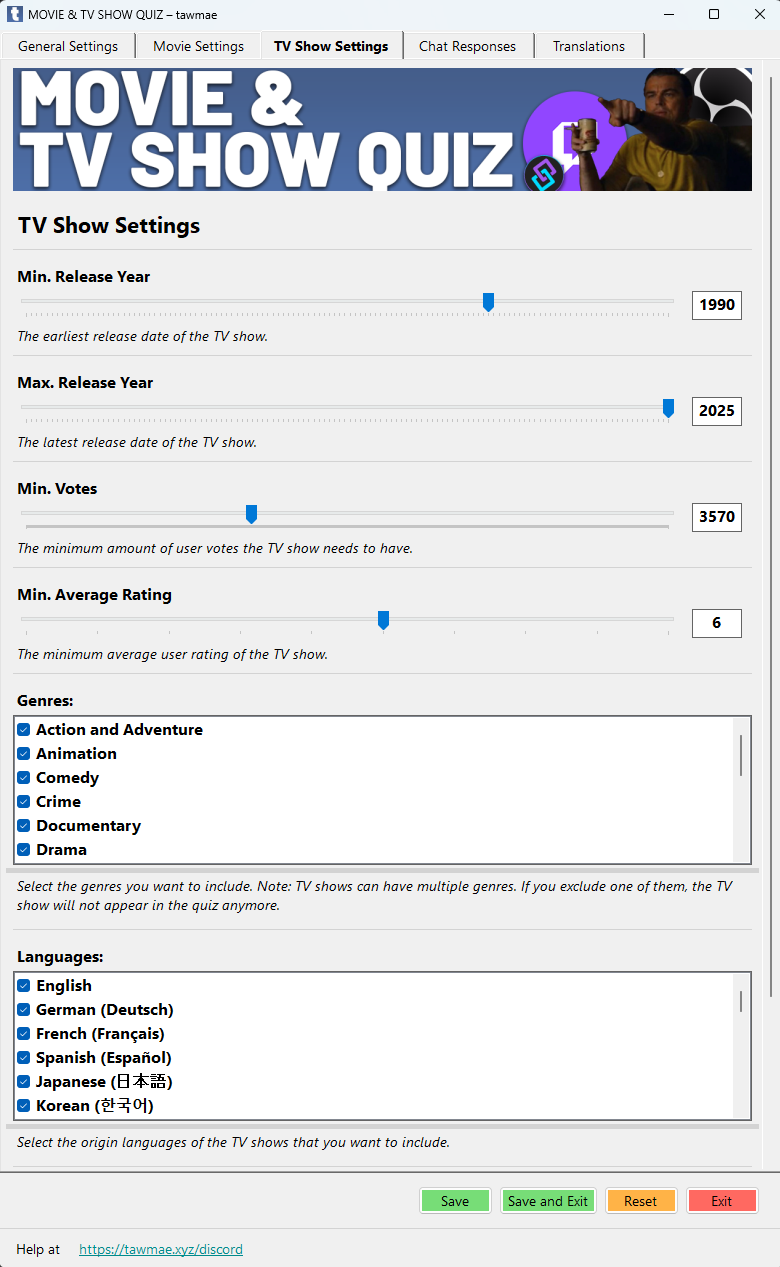 MOVIE & TV SHOW QUIZ – tawmae
General Settings
Movie Settings
TV Show Settings
Chat Responses
Translations
MOVIE &
TV SHOW QUIZ
TV Show Settings
Min. Release Year
1990
The earliest release date of the TV show.
Max. Release Year
2025
The latest release date of the TV show.
Min. Votes
3570
The minimum amount of user votes the TV show needs to have.
Min. Average Rating
6
The minimum average user rating of the TV show.
Genres:
Action and Adventure
Animation
Comedy
Crime
Documentary
Drama
Select the genres you want to include. Note: TV shows can have multiple genres. If you exclude one of them, the TV
show will not appear in the quiz anymore.
Languages:
English
German (Deutsch)
French (Français)
Spanish (Español)
Japanese (日本語)
Korean (한국어)
Select the origin languages of the TV shows that you want to include.
Save
Save and Exit
Reset
Exit
Help at https://tawmae.xyz/discord